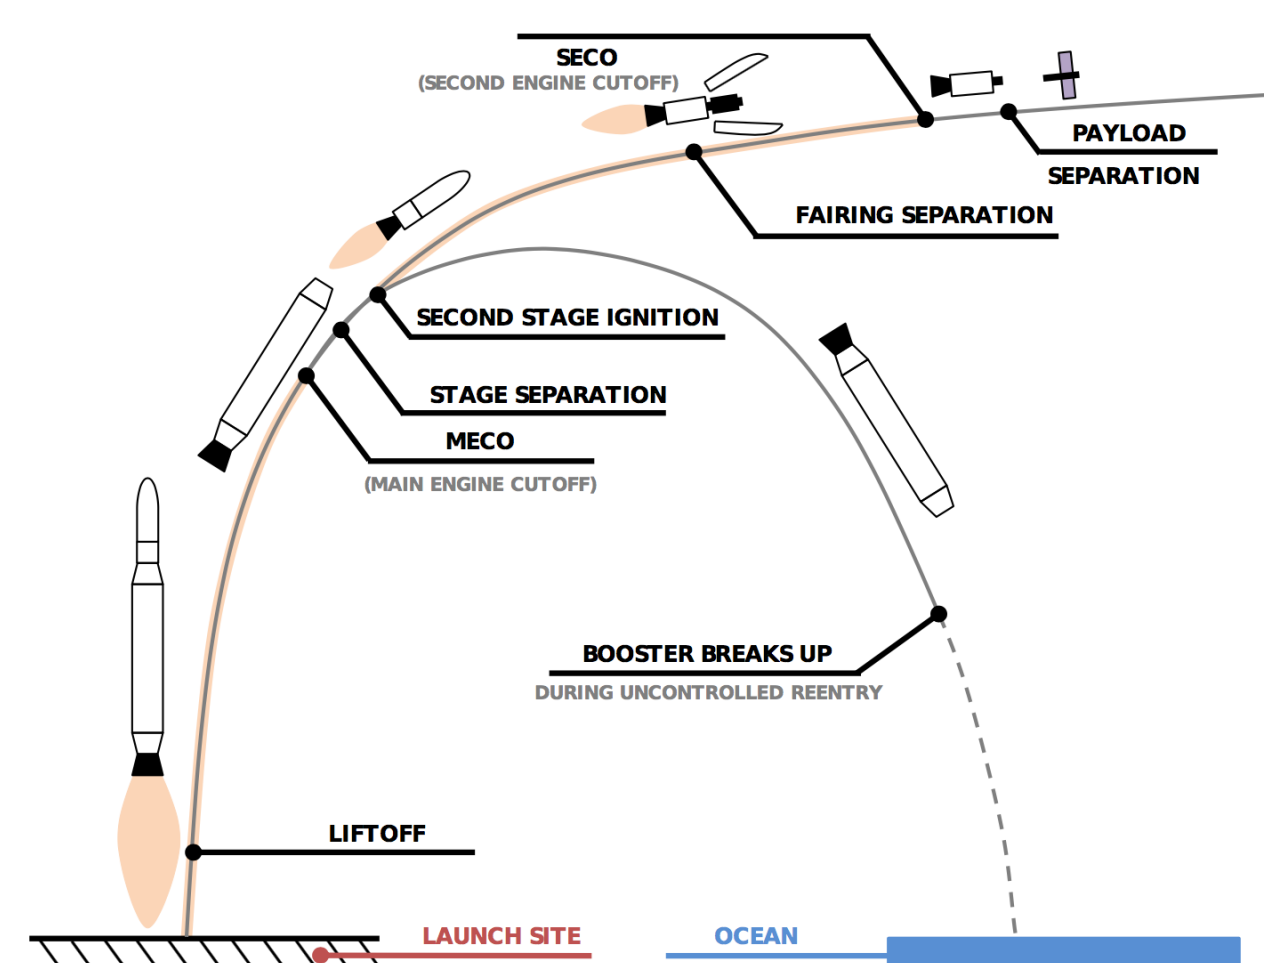 SECO
(SECOND ENGINE CUTOFF)
PAYLOAD
SEPARATION
FAIRING SEPARATION
SECOND STAGE IGNITION
STAGE SEPARATION
MECO
(MAIN ENGINE CUTOFF)
BOOSTER BREAKS UP
DURING UNCONTROLLED REENTRY
LIFTOFF
LAUNCH SITE
OCEAN